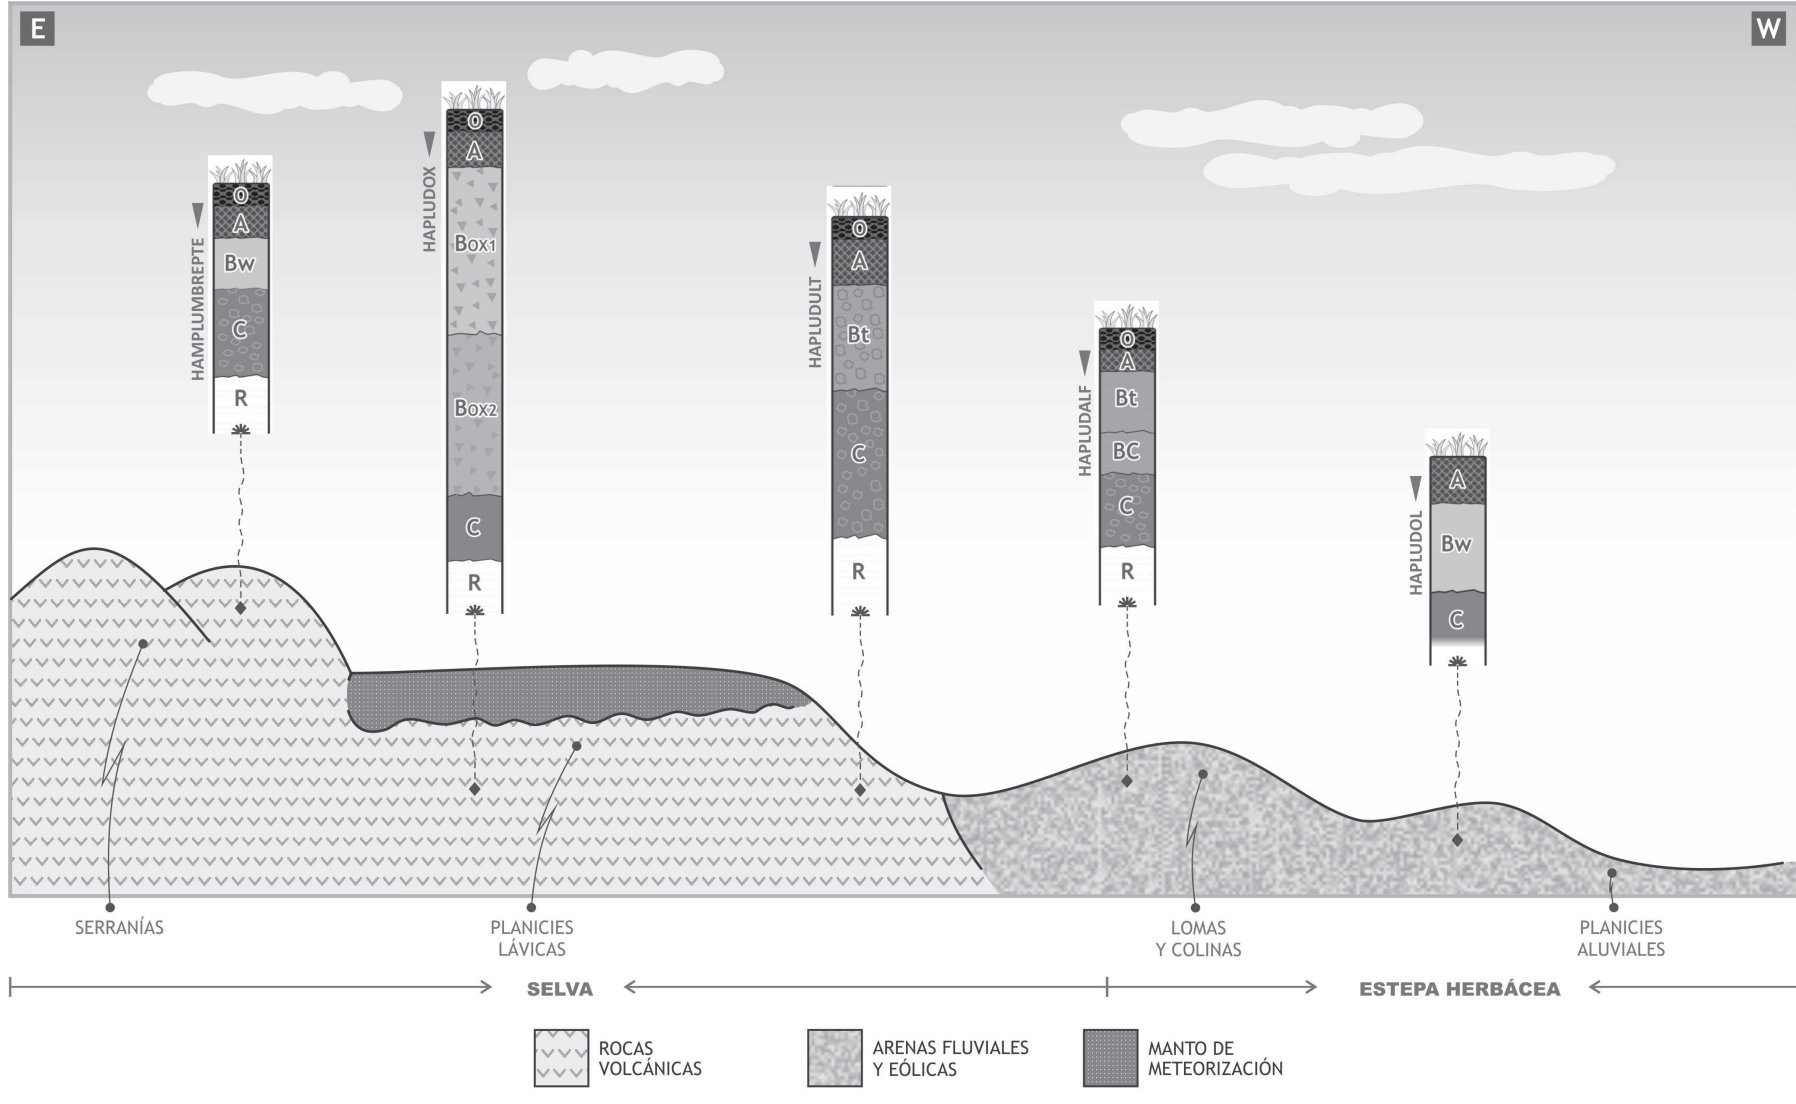 E
W
HAMPLUMBREPTE
O
A
Bw
C
R
HAPLUDOX
O
A
BOX1
BOX2
C
R
HAPLUDULT
O
A
Bt
C
R
HAPLUDALF
O
A
Bt
BC
C
R
HAPLUDOL
A
Bw
C
SERRANÍAS
PLANICIES
LÁVICAS
LOMAS
Y COLINAS
PLANICIES
ALUVIALES
SELVA
ESTEPA HERBÁCEA
ROCAS
VOLCÁNICAS
ARENAS FLUVIALES
Y EÓLICAS
MANTO DE
METEORIZACIÓN